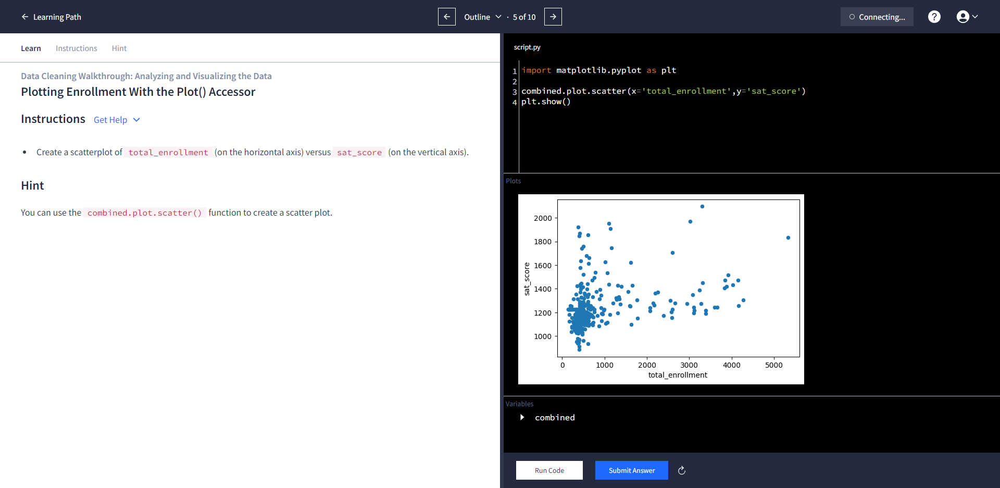 Learning Path
Outline · 5 of 10
Connecting...
?
Learn Instructions Hint
Data Cleaning Walkthrough: Analyzing and Visualizing the Data
Plotting Enrollment With the Plot() Accessor
Instructions Get Help
• Create a scatterplot of total_enrollment (on the horizontal axis) versus sat_score (on the vertical axis).
Hint
You can use the combined.plot.scatter() function to create a scatter plot.
script.py
1 import matplotlib.pyplot as plt
2
3 combined.plot.scatter(x='total_enrollment',y='sat_score')
4 plt.show()
Plots
2000
1800
1600
1400
1200
1000
sat_score
0 1000 2000 3000 4000 5000
total_enrollment
Variables
combined
Run Code Submit Answer